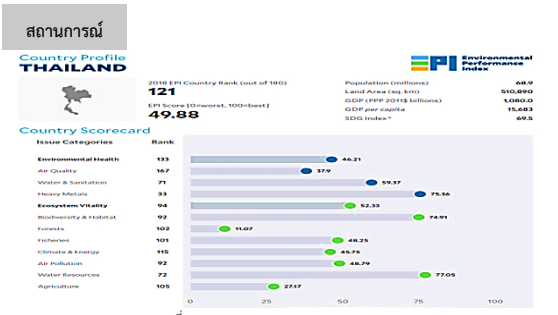 สถานการณ์
Country Profile
THAILAND
EPI Environmental Performance Index
2018 EPI Country Rank (out of 180)
121
EPI Score [0=worst, 100=best]
49.88
Population (millions) 68.9
Land Area (sq. km) 510,890
GDP (PPP 2011$ billions) 1,080.0
GDP per capita 15,683
SDG Index* 69.5
Country Scorecard
Issue Categories Rank
Environmental Health 133 46.21
Air Quality 167 37.9
Water & Sanitation 71 59.37
Heavy Metals 33 75.36
Ecosystem Vitality 94 52.33
Biodiversity & Habitat 92 74.91
Forests 102 11.07
Fisheries 101 48.25
Climate & Energy 115 45.75
Air Pollution 92 48.79
Water Resources 72 77.05
Agriculture 105 27.17
0 25 50 75 100